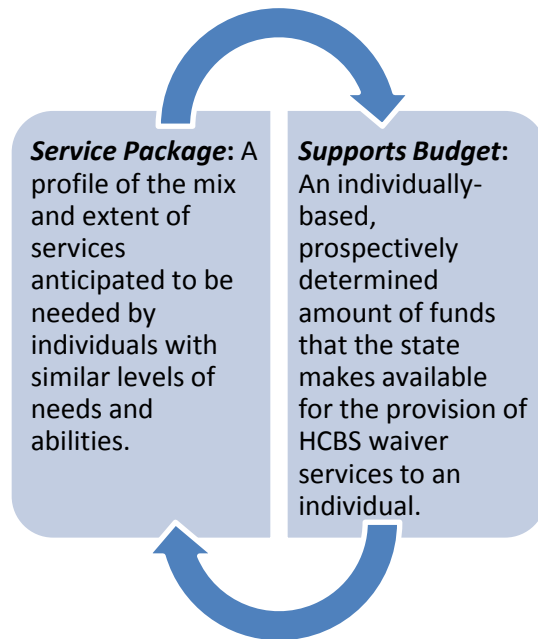 Service Package: A
profile of the mix
and extent of
services
anticipated to be
needed by
individuals with
similar levels of
needs and
abilities.
Supports Budget:
An individually-
based,
prospectively
determined
amount of funds
that the state
makes available
for the provision of
HCBS waiver
services to an
individual.